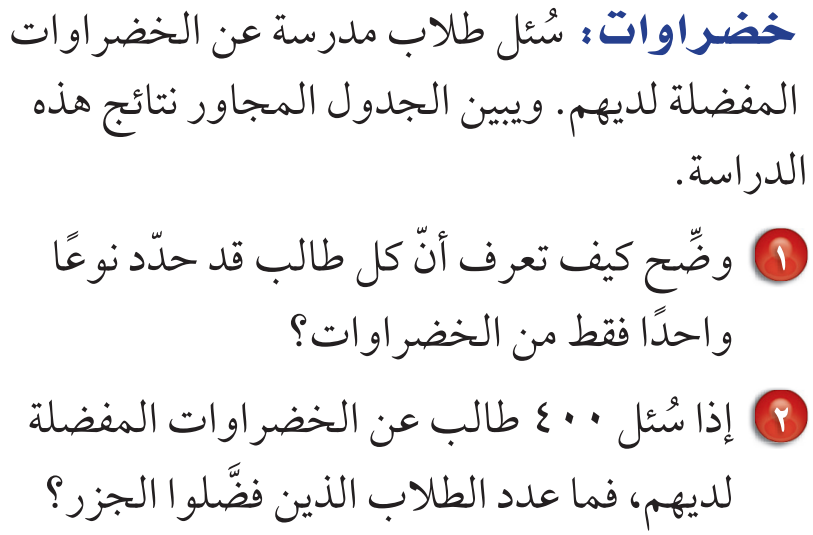 خضراوات: سُئل طلاب مدرسة عن الخضراوات
المفضلة لديهم. ويبين الجدول المجاور نتائج هذه
الدراسة.
١ وضِّح كيف تعرف أنّ كل طالب قد حدّد نوعًا
واحدًا فقط من الخضراوات؟
٢ إذا سُئل ٤٠٠ طالب عن الخضراوات المفضلة
لديهم، فما عدد الطلاب الذين فضَّلوا الجزر؟